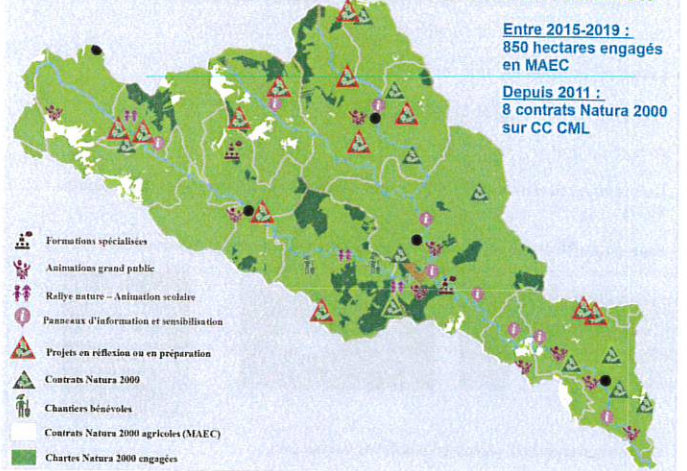 Entre 2015-2019 :
850 hectares engagés
en MAEC
Depuis 2011 :
8 contrats Natura 2000
sur CC CML
Formations spécialisées
Animations grand public
Rallye nature – Animation scolaire
Panneaux d'information et sensibilisation
Projets en réflexion ou en préparation
Contrats Natura 2000
Chantiers bénévoles
Contrats Natura 2000 agricoles (MAEC)
Chartes Natura 2000 engagées